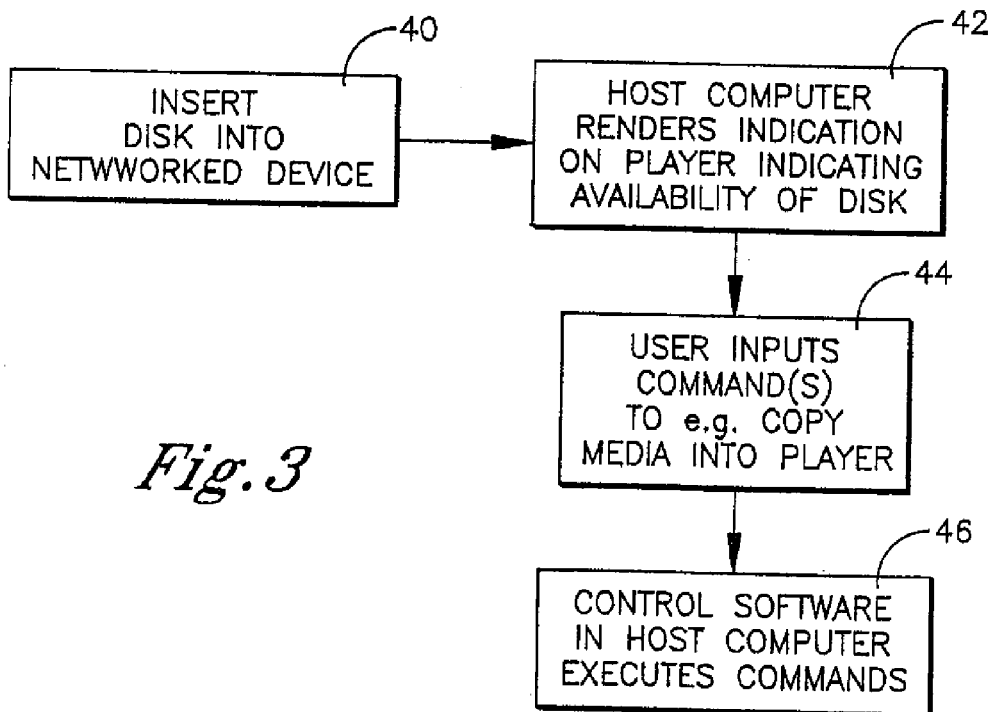 40
INSERT
DISK INTO
NETWWORKED DEVICE
42
HOST COMPUTER
RENDERS INDICATION
ON PLAYER INDICATING
AVAILABILITY OF DISK
44
USER INPUTS
COMMAND(S)
TO e.g. COPY
MEDIA INTO PLAYER
46
CONTROL SOFTWARE
IN HOST COMPUTER
EXECUTES COMMANDS
Fig. 3